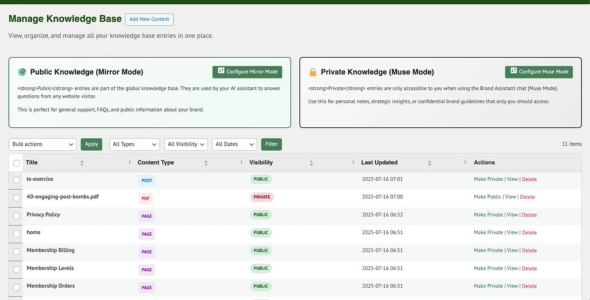 Manage Knowledge Base Add New Content
View, organize, and manage all your knowledge base entries in one place.
Public Knowledge (Mirror Mode) Configure Mirror Mode
<strong>Public</strong> entries are part of the global knowledge base. They are used by your AI assistant to answer
questions from any website visitor.
This is perfect for general support, FAQs, and public information about your brand.
Private Knowledge (Muse Mode) Configure Muse Mode
<strong>Private</strong> entries are only accessible to you when using the Brand Assistant chat (Muse Mode).
Use this for personal notes, strategic insights, or confidential brand guidelines that only you should access.
Bulk actions Apply All Types All Visibility All Dates Filter 11 items
Title Content Type Visibility Last Updated Actions
ts-exercice POST PUBLIC 2025-07-16 07:01 Make Private | View | Delete
40-engaging-post-bombs.pdf PDF PRIVATE 2025-07-16 07:00 Make Public | View | Delete
Privacy Policy PAGE PUBLIC 2025-07-16 06:52 Make Private | View | Delete
home PAGE PUBLIC 2025-07-16 06:51 Make Private | View | Delete
Membership Billing PAGE PUBLIC 2025-07-16 06:51 Make Private | View | Delete
Membership Levels PAGE PUBLIC 2025-07-16 06:51 Make Private | View | Delete
Membership Orders PAGE PUBLIC 2025-07-16 06:51 Make Private | View | Delete